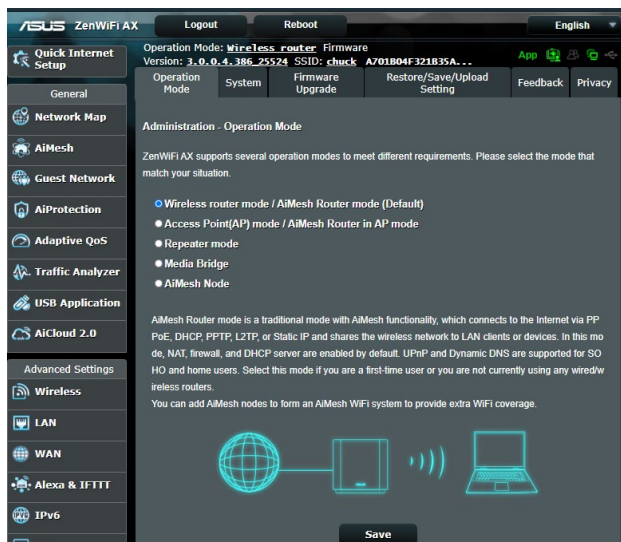 ASUS ZenWiFi AX
Logout
Reboot
English
Quick Internet
Setup
Operation Mode: Wireless router Firmware
Version: 3.0.0.4.386_25524 SSID: chuck A701B04F321B35A...
App
Operation
Mode
System
Firmware
Upgrade
Restore/Save/Upload
Setting
Feedback
Privacy
General
Network Map
AiMesh
Guest Network
AiProtection
Adaptive QoS
Traffic Analyzer
USB Application
AiCloud 2.0
Advanced Settings
Wireless
LAN
WAN
Alexa & IFTTT
IPv6
Administration - Operation Mode
ZenWiFi AX supports several operation modes to meet different requirements. Please select the mode that
match your situation.
Wireless router mode / AiMesh Router mode (Default)
Access Point(AP) mode / AiMesh Router in AP mode
Repeater mode
Media Bridge
AiMesh Node
AiMesh Router mode is a traditional mode with AiMesh functionality, which connects to the Internet via PP
PoE, DHCP, PPTP, L2TP, or Static IP and shares the wireless network to LAN clients or devices. In this mo
de, NAT, firewall, and DHCP server are enabled by default. UPnP and Dynamic DNS are supported for SO
HO and home users. Select this mode if you are a first-time user or you are not currently using any wired/w
ireless routers.
You can add AiMesh nodes to form an AiMesh WiFi system to provide extra WiFi coverage.
Save